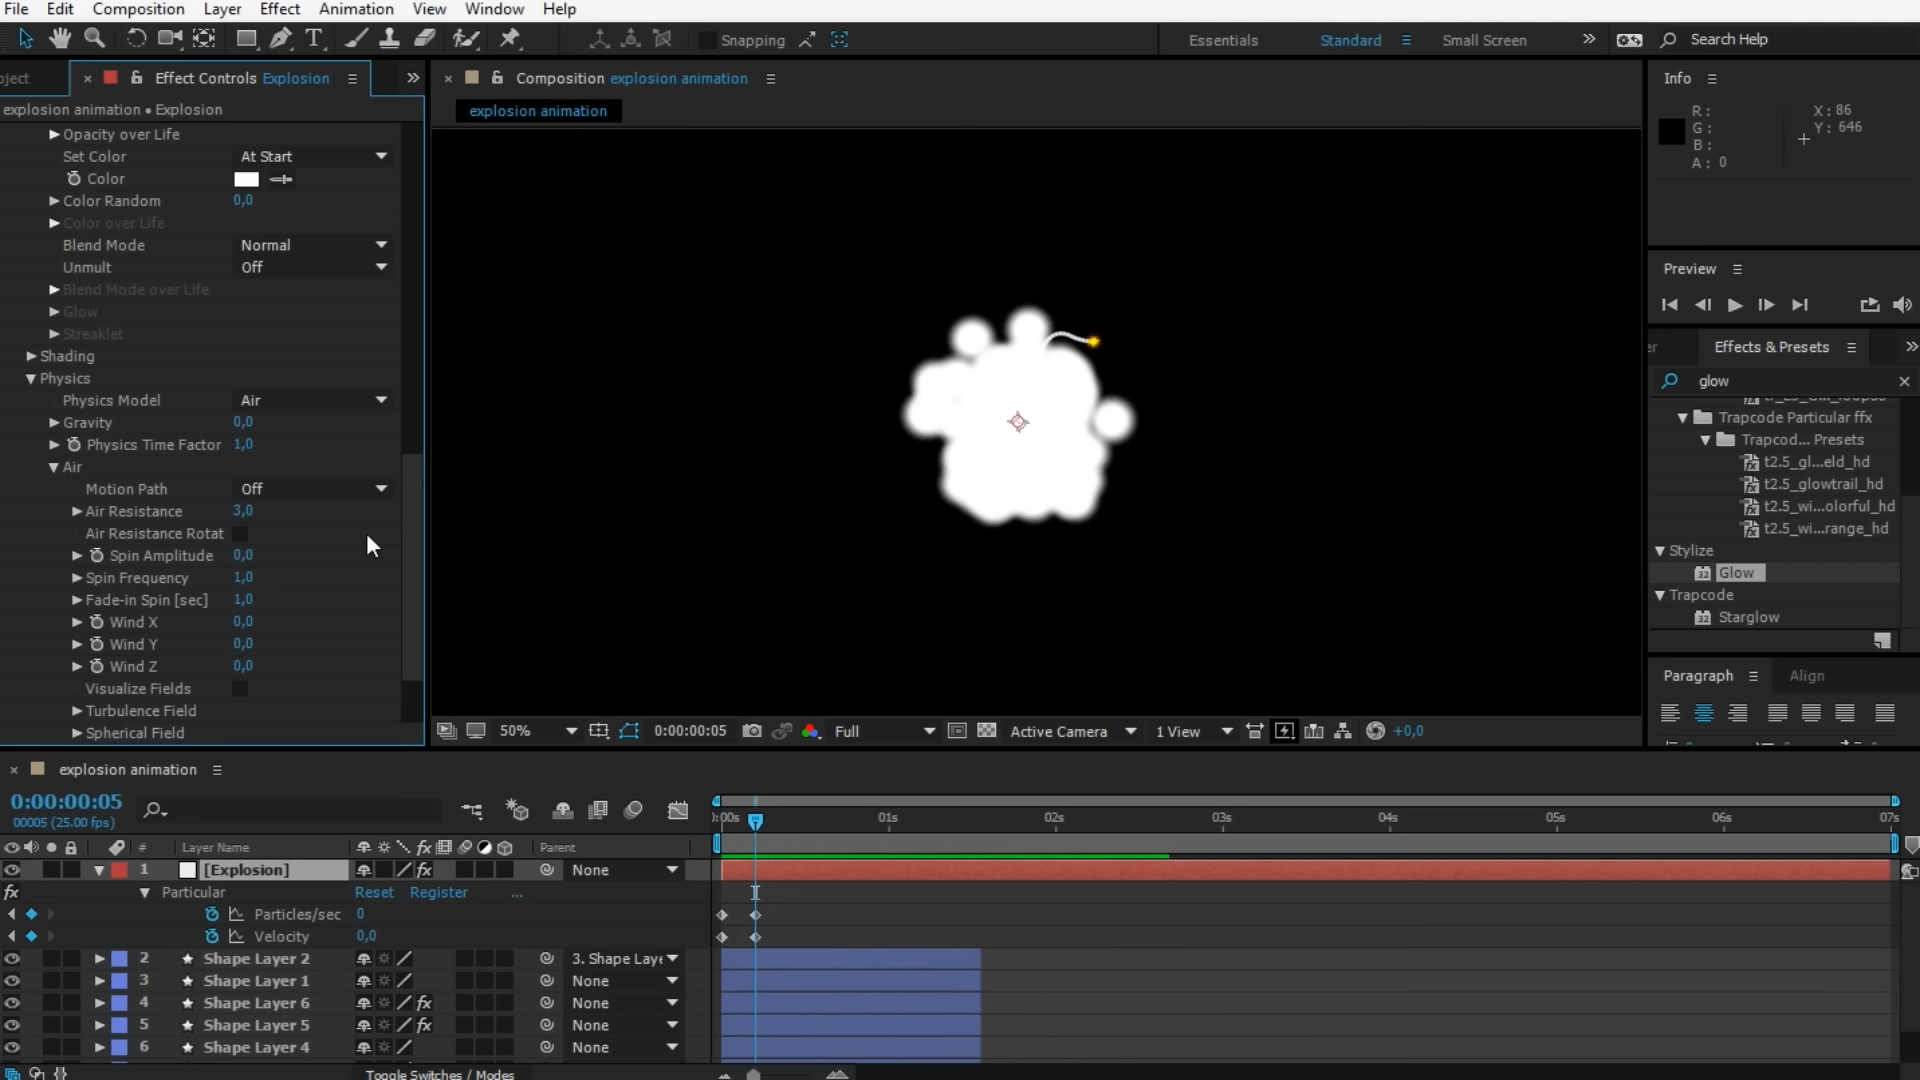 File Edit Composition Layer Effect Animation View Window Help
Snapping Essentials Standard Small Screen Search Help
oject Effect Controls Explosion
explosion animation • Explosion
Opacity over Life
Set Color At Start
Color
Color Random 0,0
Color over Life
Blend Mode Normal
Unmult Off
Blend Mode over Life
Glow
Streaklet
Shading
Physics
Physics Model Air
Gravity 0,0
Physics Time Factor 1,0
Air
Motion Path Off
Air Resistance 3,0
Air Resistance Rotat
Spin Amplitude 0,0
Spin Frequency 1,0
Fade-in Spin [sec] 1,0
Wind X 0,0
Wind Y 0,0
Wind Z 0,0
Visualize Fields
Turbulence Field
Spherical Field
Composition explosion animation
explosion animation
50% 0:00:00:05 Full Active Camera 1 View +0,0
Info
R: X: 86
G: Y: 646
B:
A: 0
Preview
er Effects & Presets
glow
Trapcode Particular ffx
Trapcod... Presets
t2.5_gl...eld_hd
t2.5_glowtrail_hd
t2.5_wi...olorful_hd
t2.5_wi...range_hd
Stylize
32 Glow
Trapcode
32 Starglow
Paragraph Align
explosion animation
0:00:00:05
00005 (25.00 fps)
):00s 01s 02s 03s 04s 05s 06s 07s
# Layer Name fx Parent
1 [Explosion] fx None
fx Particular Reset Register ...
Particles/sec 0
Velocity 0,0
2 Shape Layer 2 3. Shape Laye
3 Shape Layer 1 None
4 Shape Layer 6 fx None
5 Shape Layer 5 fx None
6 Shape Layer 4 None
Toggle Switches / Modes